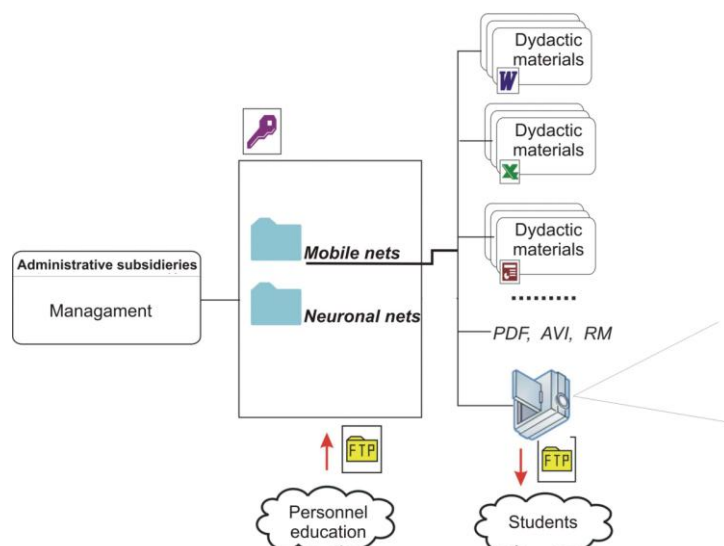 Dydactic
materials
W
Dydactic
materials
X
Dydactic
materials
Administrative subsidieries
Managament
Mobile nets
Neuronal nets
PDF, AVI, RM
FTP
FTP
Personnel
education
Students